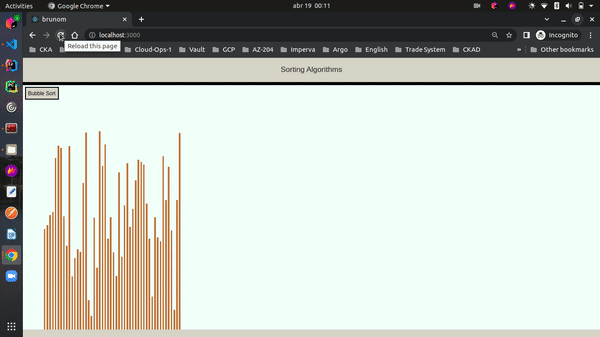 Activities Google Chrome abr 19 00:11
brunom
localhost:3000 Incognito
Reload this page
CKA Cloud-Ops-1 Vault GCP AZ-204 Imperva Argo English Trade System CKAD » Other bookmarks
Sorting Algorithms
Bubble Sort